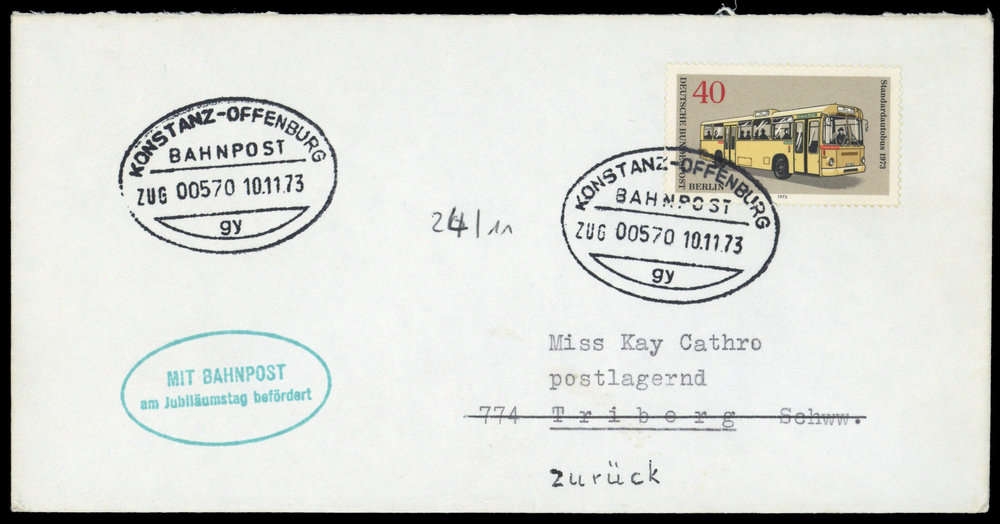 KONSTANZ-OFFENBURG
BAHNPOST
ZUG 00570 10.11.73
gy
40
DEUTSCHE BUNDESPOST
BERLIN
Standardautobus 1973
1973
KONSTANZ-OFFENBURG
BAHNPOST
ZUG 00570 10.11.73
gy
24/11
MIT BAHNPOST
am Jubiläumstag befördert
Miss Kay Cathro
postlagernd
774 Triberg Schww.
zurück